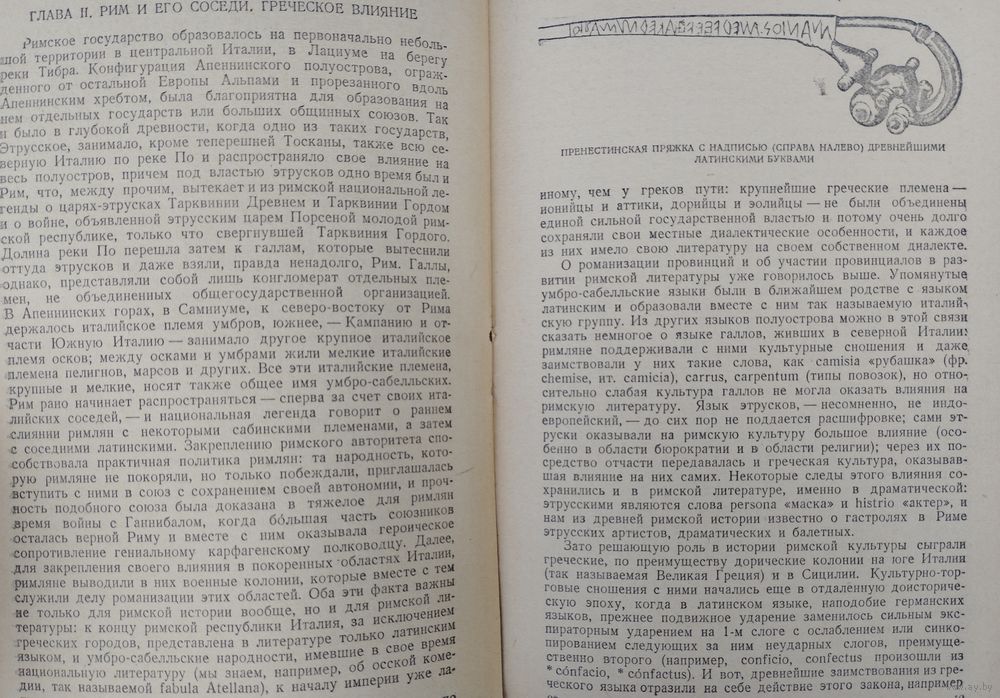 ГЛАВА II. РИМ И ЕГО СОСЕДИ. ГРЕЧЕСКОЕ ВЛИЯНИЕ
Римское государство образовалось на первоначально неболь-
шой территории в центральной Италии, в Лациуме на берегу
реки Тибра. Конфигурация Апеннинского полуострова, ограж-
денного от остальной Европы Альпами и прорезанного вдоль
Апеннинским хребтом, была благоприятна для образования на
нем отдельных государств или больших общинных союзов. Так
и было в глубокой древности, когда одно из таких государств,
Этрусское, занимало, кроме теперешней Тосканы, также всю се-
верную Италию по реке По и распространяло свое влияние на
весь полуостров, причем под властью этрусков одно время был и
Рим, что, между прочим, вытекает и из римской национальной ле-
генды о царях-этрусках Тарквинии Древнем и Тарквинии Гордом
и о войне, объявленной этрусским царем Порсеной молодой рим-
ской республике, только что свергнувшей Тарквиния Гордого.
Долина реки По перешла затем к галлам, которые вытеснили
оттуда этрусков и даже взяли, правда ненадолго, Рим. Галлы,
однако, представляли собой лишь конгломерат отдельных пле-
мен, не объединенных общегосударственной организацией.
В Апеннинских горах, в Самниуме, к северо-востоку от Рима
держалось италийское племя умбров, южнее, — Кампанию и от-
части Южную Италию — занимало другое крупное италийское
племя осков; между осками и умбрами жили мелкие италийские
племена пелигнов, марсов и других. Все эти италийские племена,
крупные и мелкие, носят также общее имя умбро-сабелльских.
Рим рано начинает распространяться — сперва за счет своих ита-
лийских соседей, — и национальная легенда говорит о раннем
слиянии римлян с некоторыми сабинскими племенами, а затем
с соседними латинскими. Закреплению римского авторитета спо-
собствовала практичная политика римлян: та народность, кото-
рую римляне не покоряли, но только побеждали, приглашалась
вступить с ними в союз с сохранением своей автономии, и проч-
ность подобного союза была доказана в тяжелое для римлян
время войны с Ганнибалом, когда бо́льшая часть союзников
осталась верной Риму и вместе с ним оказывала героическое
сопротивление гениальному карфагенскому полководцу. Далее,
для закрепления своего влияния в покоренных областях Италии,
римляне выводили в них военные колонии, которые вместе с тем
служили делу романизации этих областей. Оба эти факта важны
не только для римской истории вообще, но и для римской ли-
тературы: к концу римской республики Италия, за исключением
греческих городов, представлена в литературе только латинским
языком, и умбро-сабелльские народности, имевшие в свое время
национальную литературу (мы знаем, например, об осской коме-
дии, так называемой fabula Atellana), к началу империи уже ла-
ПРЕНЕСТИНСКАЯ ПРЯЖКА С НАДПИСЬЮ (СПРАВА НАЛЕВО) ДРЕВНЕЙШИМИ
ЛАТИНСКИМИ БУКВАМИ
иному, чем у греков пути: крупнейшие греческие племена —
ионийцы и аттики, дорийцы и эолийцы — не были объединены
единой сильной государственной властью и потому очень долго
сохраняли свои местные диалектические особенности, и каждое
из них имело свою литературу на своем собственном диалекте.
О романизации провинций и об участии провинциалов в раз-
витии римской литературы уже говорилось выше. Упомянутые
умбро-сабелльские языки были в ближайшем родстве с языком
латинским и образовали вместе с ним так называемую италий-
скую группу. Из других языков полуострова можно в этой связи
сказать немногое о языке галлов, живших в северной Италии:
римляне поддерживали с ними культурные сношения и даже
заимствовали у них такие слова, как camisia «рубашка» (фр.
chemise, ит. camicia), carrus, carpentum (типы повозок), но отно-
сительно слабая культура галлов не могла оказать влияния на
римскую литературу. Язык этрусков, — несомненно, не индо-
европейский, — до сих пор не поддается расшифровке; сами эт-
руски оказывали на римскую культуру большое влияние (осо-
бенно в области бюрократии и в области религии); через их по-
средство отчасти передавалась и греческая культура, оказывав-
шая влияние на них самих. Некоторые следы этого влияния со-
хранились и в римской литературе, именно в драматической:
этрусскими являются слова persona «маска» и histrio «актер», и
нам из древней римской истории известно о гастролях в Риме
этрусских артистов, драматических и балетных.
Зато решающую роль в истории римской культуры сыграли
греческие, по преимуществу дорические колонии на юге Италии
(так называемая Великая Греция) и в Сицилии. Культурно-тор-
говые сношения с ними начались еще в отдаленную доисториче-
скую эпоху, когда в латинском языке, наподобие германских
языков, прежнее подвижное ударение заменилось сильным экс-
пираторным ударением на 1-м слоге с ослаблением или синко-
пированием следующих за ним неударных слогов, преимуще-
ственно второго (например, conficio, confectus произошли из
* cónfacio, * cónfactus). И вот, древнейшие заимствования из гре-
ческого языка отразили на себе действие этого закона, например